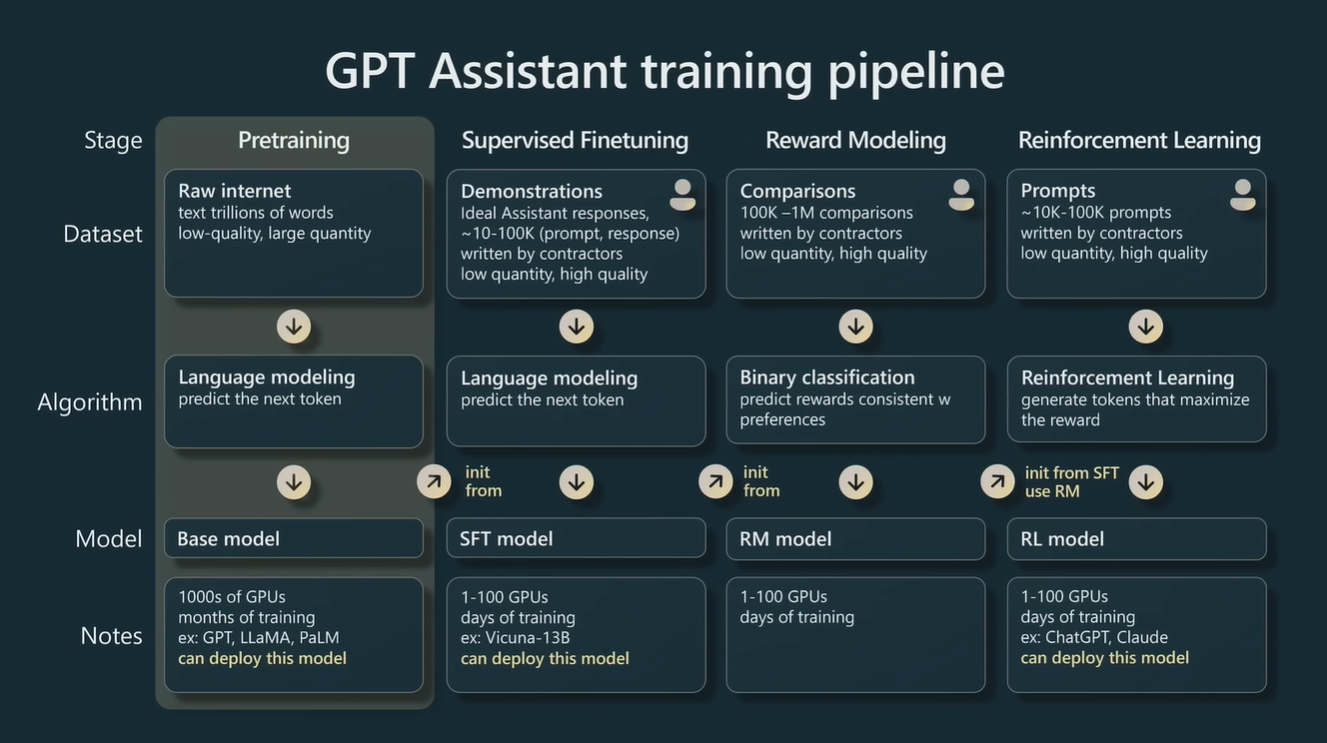 GPT Assistant training pipeline
Stage
Pretraining
Supervised Finetuning
Reward Modeling
Reinforcement Learning
Dataset
Raw internet
text trillions of words
low-quality, large quantity
Demonstrations
Ideal Assistant responses,
~10-100K (prompt, response)
written by contractors
low quantity, high quality
Comparisons
100K –1M comparisons
written by contractors
low quantity, high quality
Prompts
~10K-100K prompts
written by contractors
low quantity, high quality
Algorithm
Language modeling
predict the next token
Language modeling
predict the next token
Binary classification
predict rewards consistent w
preferences
Reinforcement Learning
generate tokens that maximize
the reward
init
from
init
from
init from SFT
use RM
Model
Base model
SFT model
RM model
RL model
Notes
1000s of GPUs
months of training
ex: GPT, LLaMA, PaLM
can deploy this model
1-100 GPUs
days of training
ex: Vicuna-13B
can deploy this model
1-100 GPUs
days of training
1-100 GPUs
days of training
ex: ChatGPT, Claude
can deploy this model